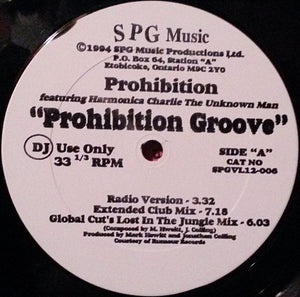 SPG Music
©1994 SPG Music Productions Ltd.
P.O. Box 64, Station "A"
Etobicoke, Ontario M9C 2Y0
Prohibition
featuring Harmonica Charlie The Unknown Man
"Prohibition Groove"
DJ Use Only
33 1/3 RPM
SIDE "A"
CAT NO
SPGVL12-006
Radio Version - 3.32
Extended Club Mix - 7.18
Global Cut's Lost In The Jungle Mix - 6.03
(Composed by M. Hewitt, J. Colling)
Produced by Mark Hewitt and Jonathan Colling
Courtesy of Rumour Records